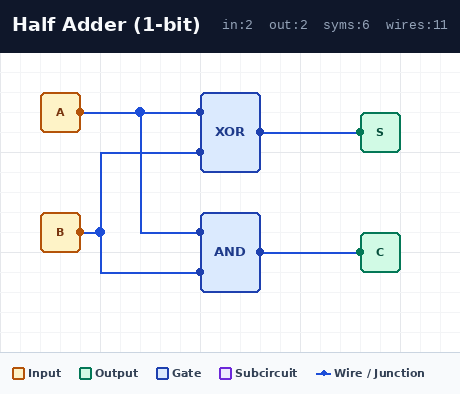 Half Adder (1-bit) in:2 out:2 syms:6 wires:11
A
XOR
S
B
AND
C
Input Output Gate Subcircuit Wire / Junction